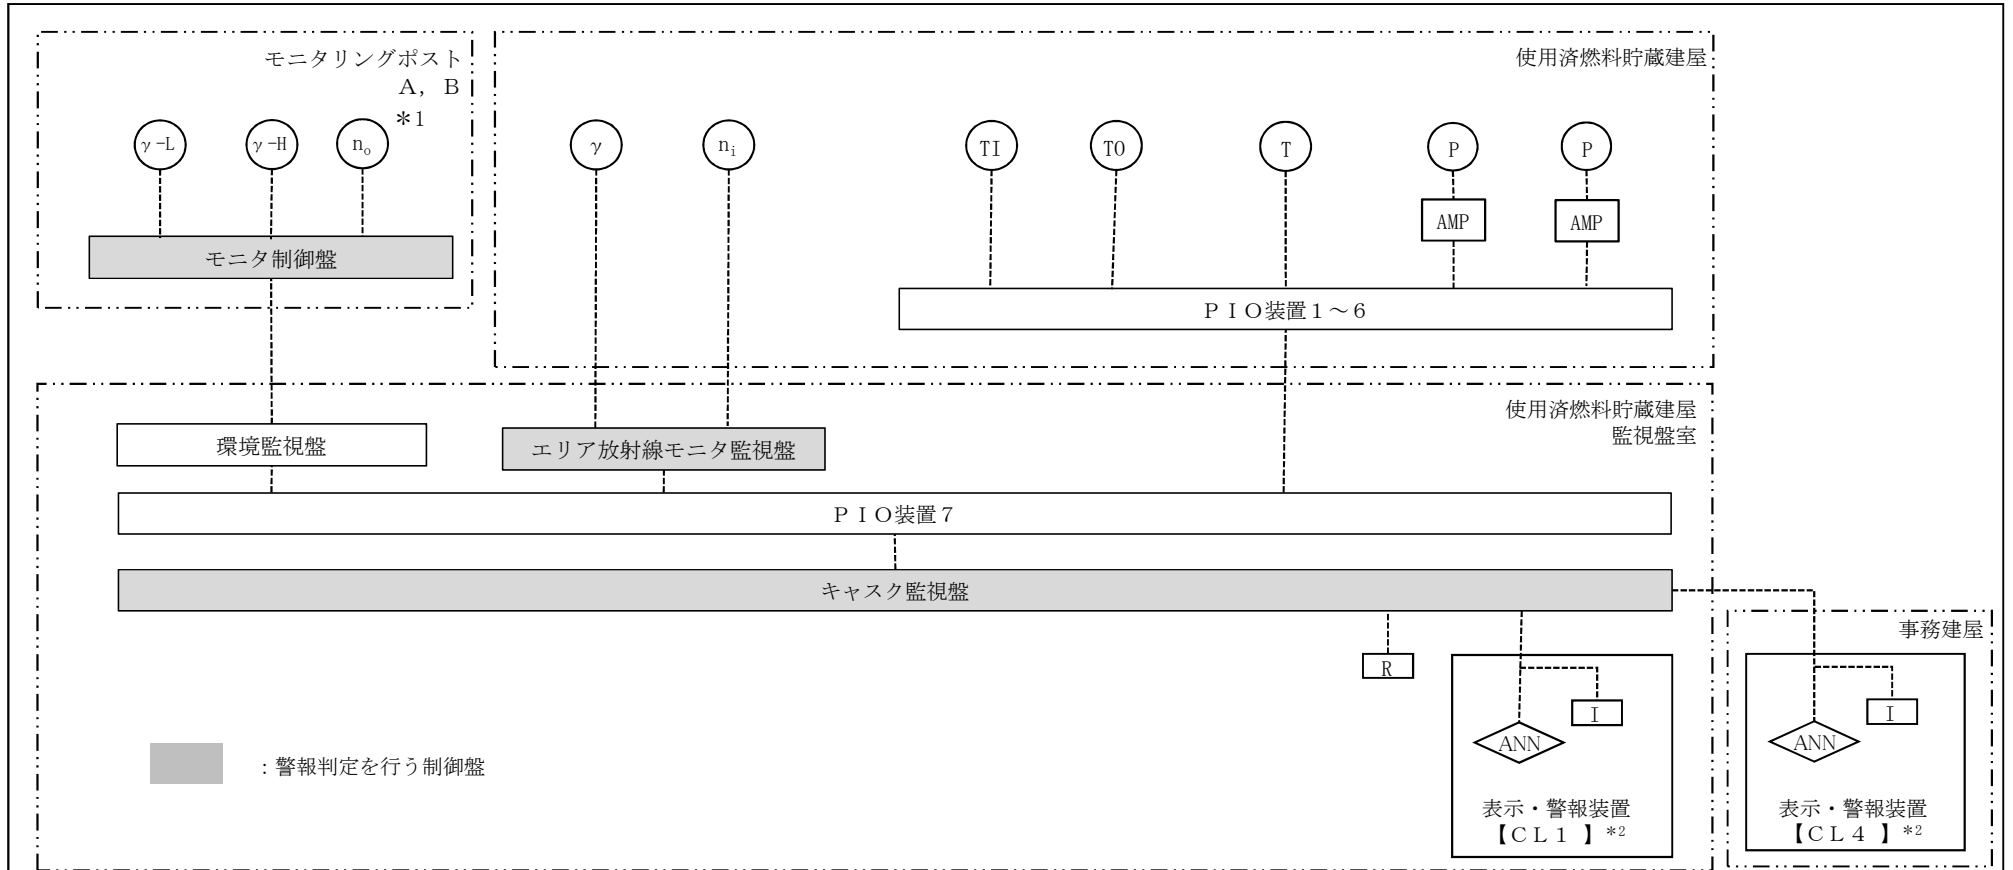 モニタリングポスト
Ａ，Ｂ
＊1
使用済燃料貯蔵建屋
γ-L
γ-H
no
γ
ni
TI
TO
T
P
P
AMP
AMP
モニタ制御盤
ＰＩＯ装置１～６
使用済燃料貯蔵建屋
監視盤室
環境監視盤
エリア放射線モニタ監視盤
ＰＩＯ装置７
キャスク監視盤
事務建屋
R
I
I
ANN
ANN
：警報判定を行う制御盤
表示・警報装置
【ＣＬ１ 】*2
表示・警報装置
【ＣＬ４ 】*2